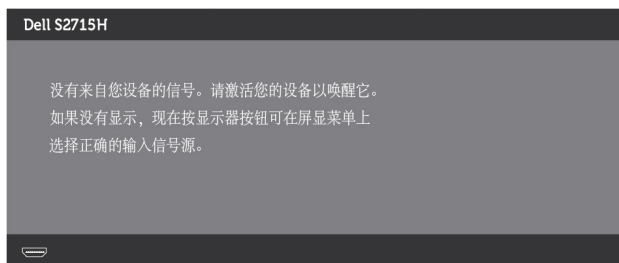 Dell S2715H
没有来自您设备的信号。请激活您的设备以唤醒它。
如果没有显示，现在按显示器按钮可在屏显菜单上
选择正确的输入信号源。